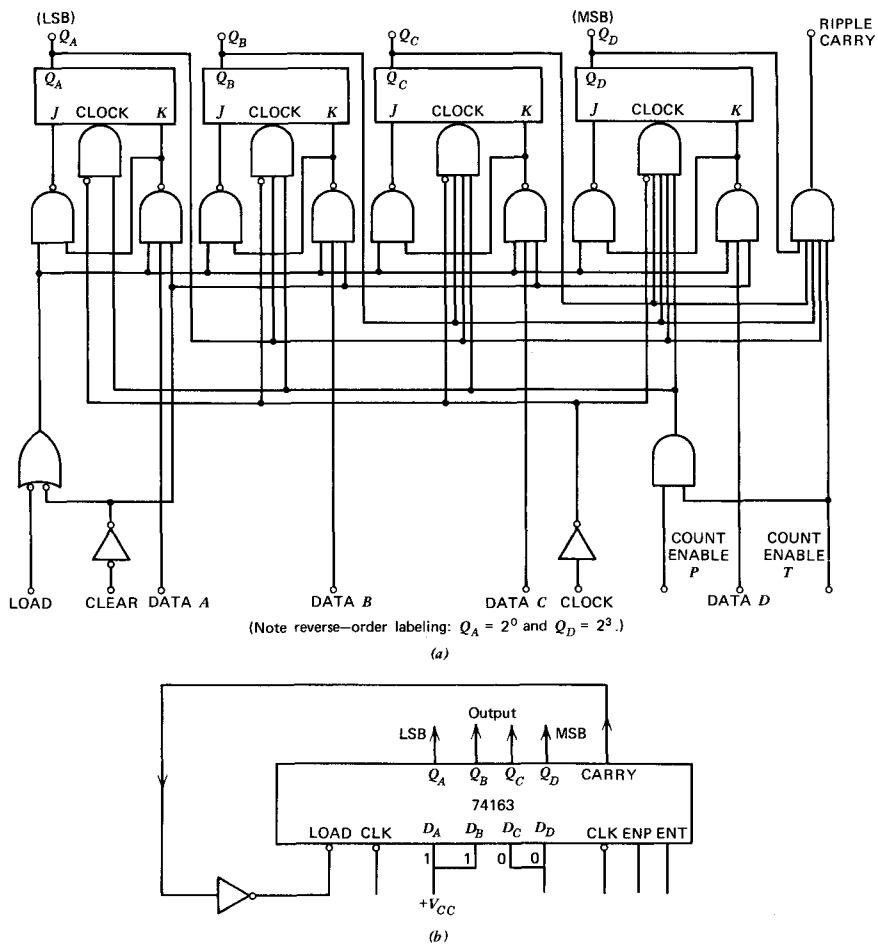 (LSB) (MSB)
Q_A Q_B Q_C Q_D RIPPLE
CARRY
Q_A Q_B Q_C Q_D
J CLOCK K J CLOCK K J CLOCK K J CLOCK K
COUNT ENABLE P
COUNT ENABLE T
LOAD CLEAR DATA A DATA B DATA C CLOCK DATA D
(Note reverse—order labeling: Q_A = 2^0 and Q_D = 2^3.)
(a)
Output
LSB MSB
Q_A Q_B Q_C Q_D CARRY
74163
LOAD CLK D_A D_B D_C D_D CLK ENP ENT
1 1 0 0
+V_CC
(b)